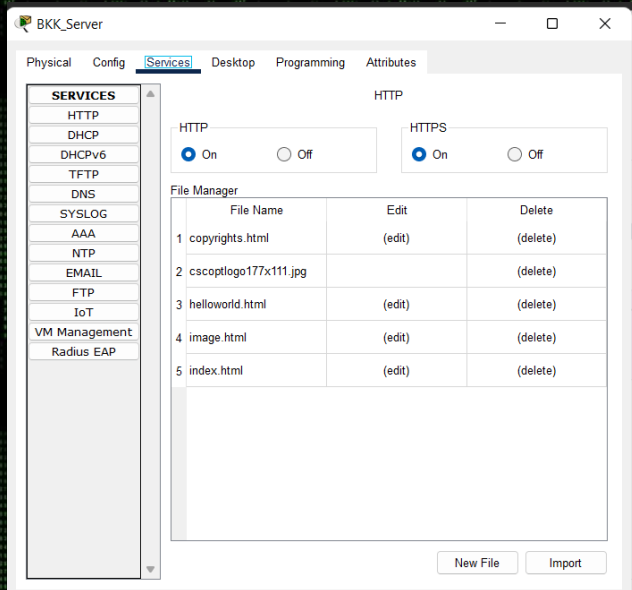 BKK_Server
Physical Config Services Desktop Programming Attributes
SERVICES
HTTP
DHCP
DHCPv6
TFTP
DNS
SYSLOG
AAA
NTP
EMAIL
FTP
IoT
VM Management
Radius EAP
HTTP
HTTP
On Off
HTTPS
On Off
File Manager
File Name Edit Delete
1 copyrights.html (edit) (delete)
2 cscoptlogo177x111.jpg (delete)
3 helloworld.html (edit) (delete)
4 image.html (edit) (delete)
5 index.html (edit) (delete)
New File Import